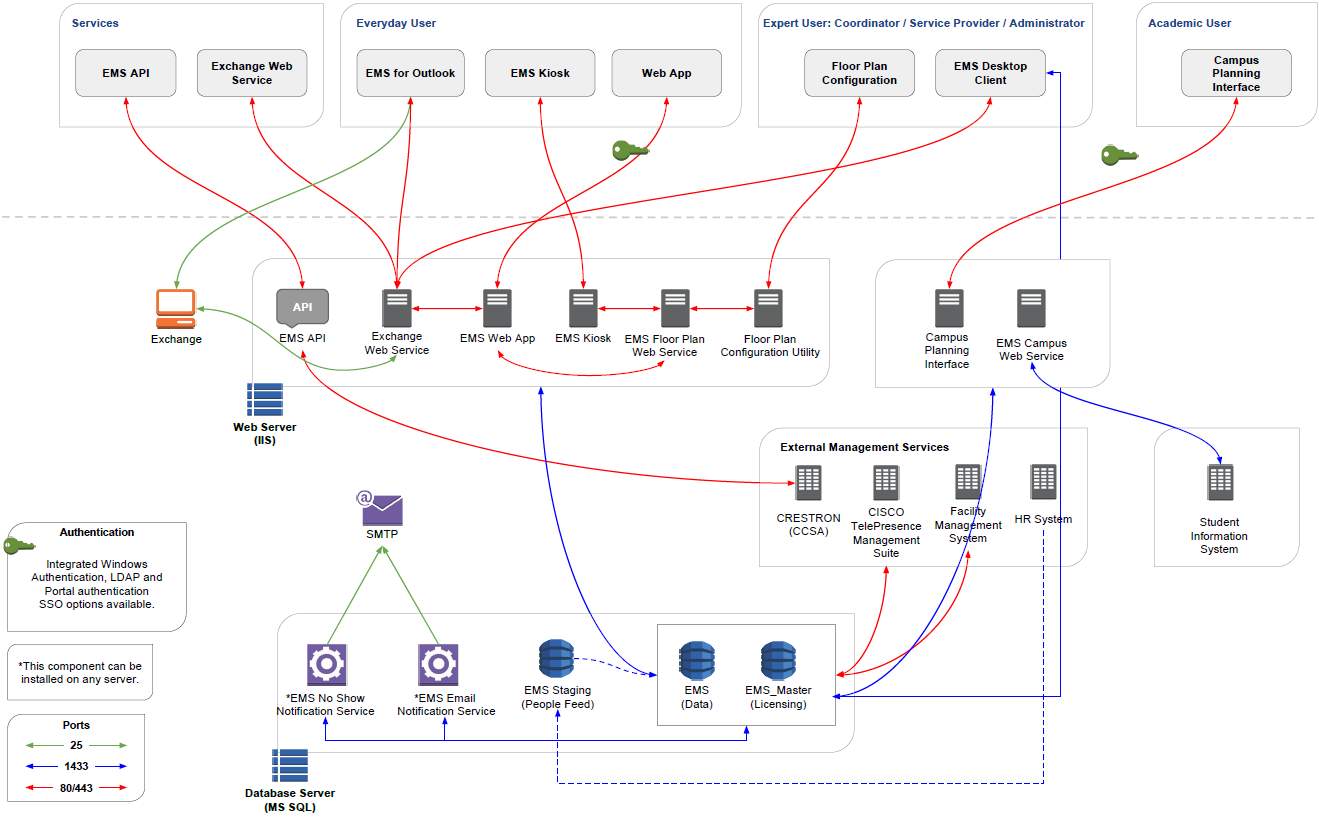 Services
Everyday User
Expert User: Coordinator / Service Provider / Administrator
Academic User
EMS API
Exchange Web
Service
EMS for Outlook
EMS Kiosk
Web App
Floor Plan
Configuration
EMS Desktop
Client
Campus
Planning
Interface
Exchange
API
EMS API
Exchange
Web Service
EMS Web App
EMS Kiosk
EMS Floor Plan
Web Service
Floor Plan
Configuration Utility
Campus
Planning
Interface
EMS Campus
Web Service
Web Server
(IIS)
External Management Services
CRESTRON
(CCSA)
CISCO
TelePresence
Management
Suite
Facility
Management
System
HR System
Student
Information
System
@
SMTP
Authentication
Integrated Windows
Authentication, LDAP and
Portal authentication
SSO options available.
*This component can be
installed on any server.
Ports
25
1433
80/443
*EMS No Show
Notification Service
*EMS Email
Notification Service
EMS Staging
(People Feed)
EMS
(Data)
EMS_Master
(Licensing)
Database Server
(MS SQL)